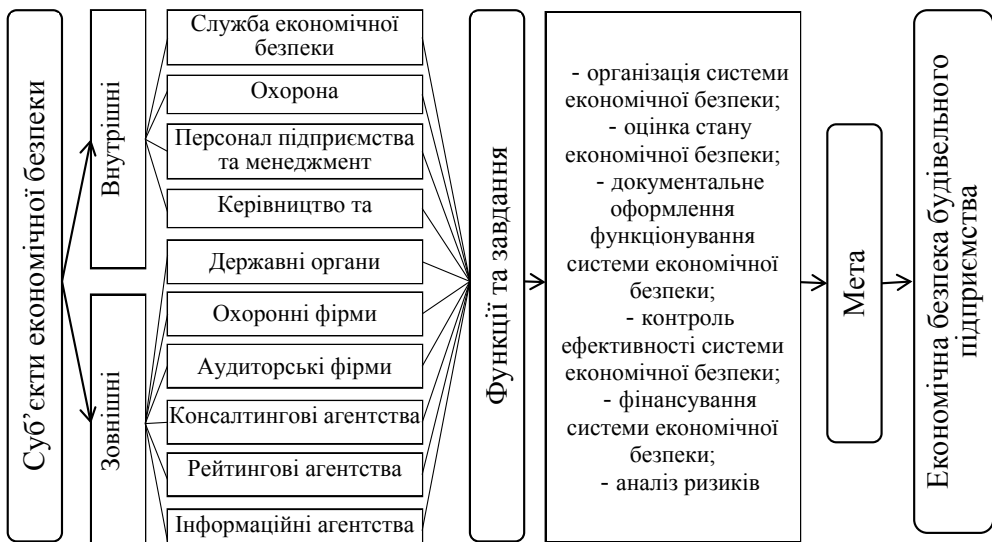 Суб’єкти економічної безпеки
Внутрішні
Служба економічної
безпеки
Охорона
Персонал підприємства
та менеджмент
Керівництво та
Зовнішні
Державні органи
Охоронні фірми
Аудиторські фірми
Консалтингові агентства
Рейтингові агентства
Інформаційні агентства
Функції та завдання
- організація системи
економічної безпеки;
- оцінка стану
економічної безпеки;
- документальне
оформлення
функціонування
системи економічної
безпеки;
- контроль
ефективності системи
економічної безпеки;
- фінансування
системи економічної
безпеки;
- аналіз ризиків
Мета
Економічна безпека будівельного
підприємства